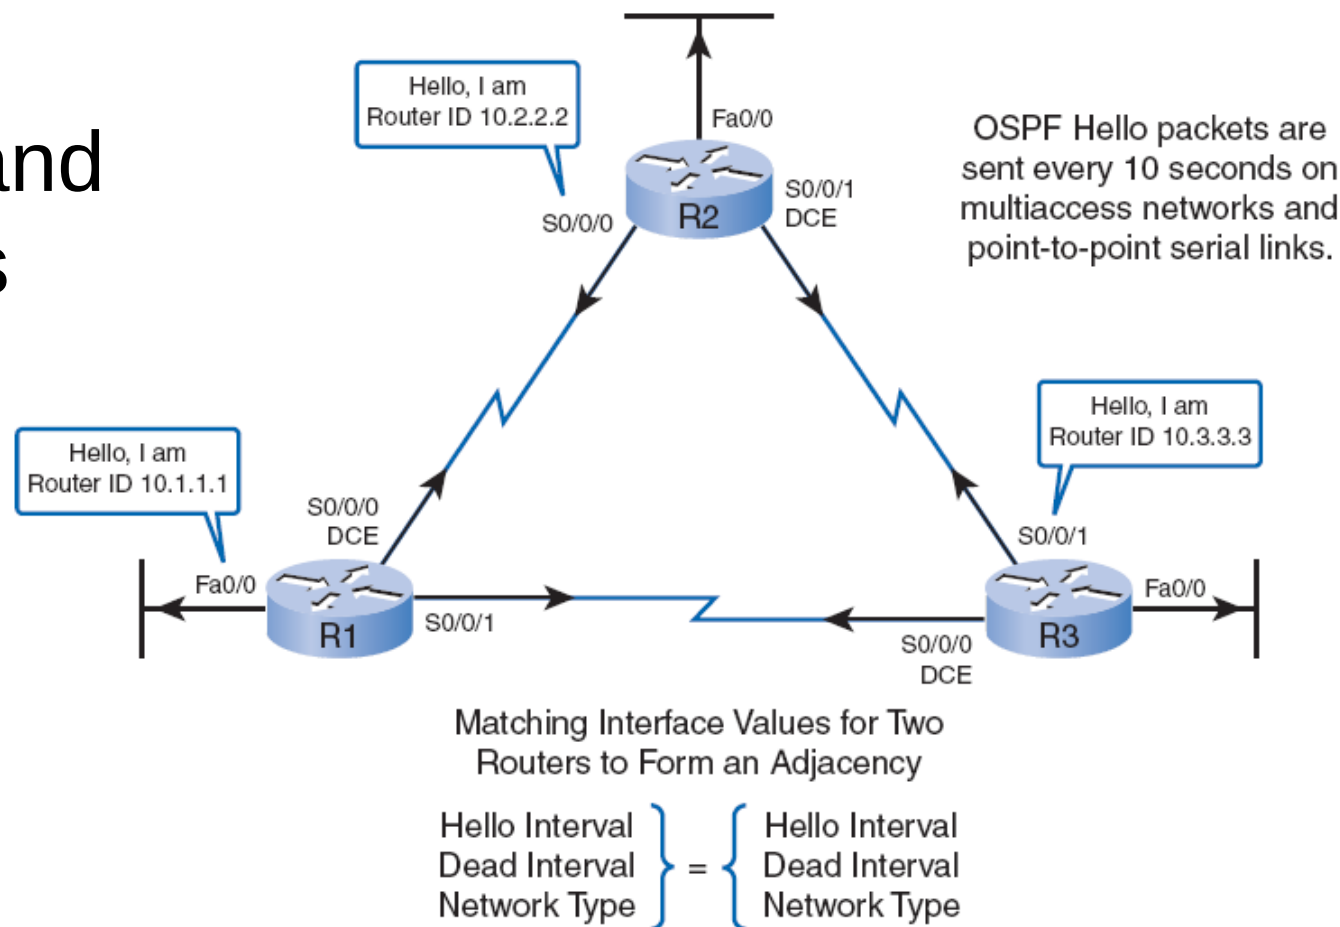 and
s
Hello, I am
Router ID 10.2.2.2
Fa0/0
S0/0/1
DCE
S0/0/0
R2
OSPF Hello packets are
sent every 10 seconds on
multiaccess networks and
point-to-point serial links.
Hello, I am
Router ID 10.1.1.1
Hello, I am
Router ID 10.3.3.3
S0/0/0
DCE
Fa0/0
R1
S0/0/1
S0/0/1
Fa0/0
R3
S0/0/0
DCE
Matching Interface Values for Two
Routers to Form an Adjacency
Hello Interval = Hello Interval
Dead Interval Dead Interval
Network Type Network Type